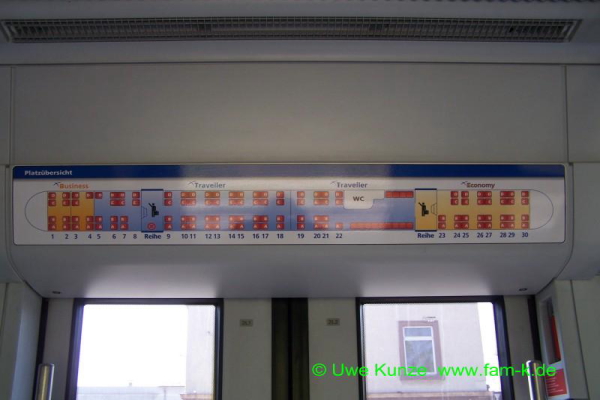 Platzübersicht
Business Traveller Traveller Economy
WC
1 2 3 4 5 6 7 8 Reihe 9 10 11 12 13 14 15 16 17 18 19 20 21 22 Reihe 23 24 25 26 27 28 29 30
© Uwe Kunze www.fam-k.de